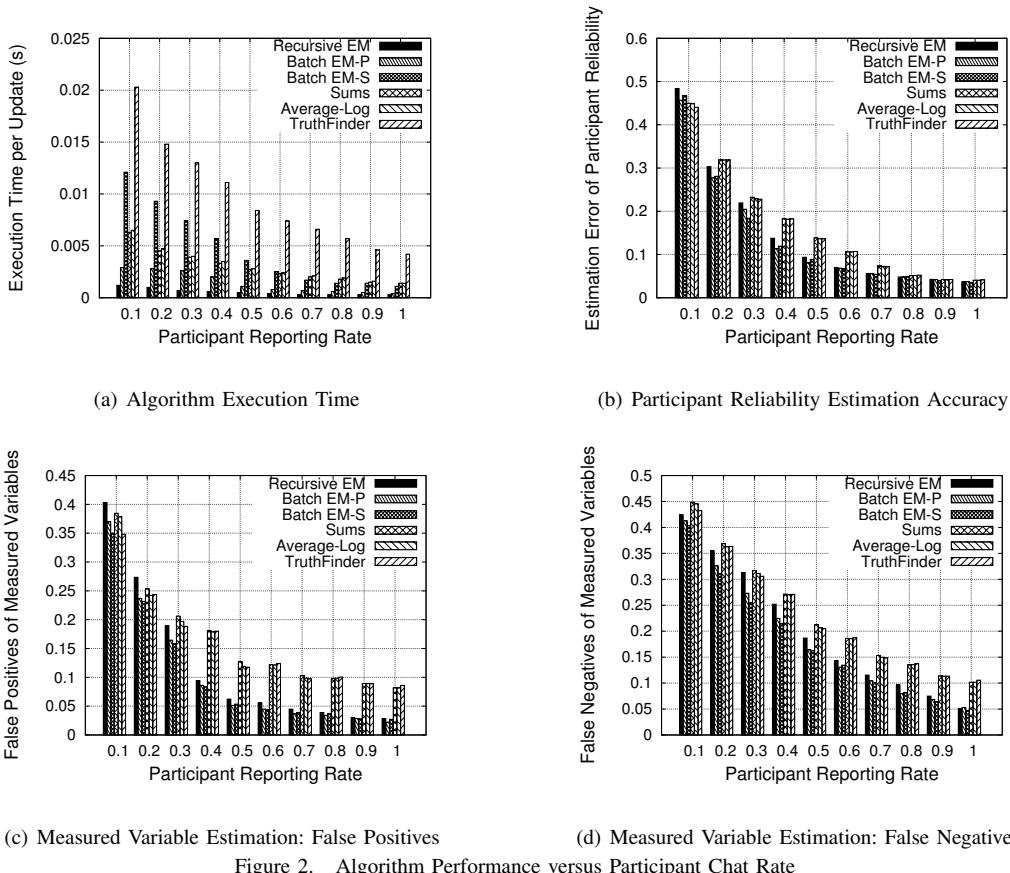 Execution Time per Update (s)
0.025
0.02
0.015
0.01
0.005
0
Recursive EM
Batch EM-P
Batch EM-S
Sums
Average-Log
TruthFinder
0.1 0.2 0.3 0.4 0.5 0.6 0.7 0.8 0.9 1
Participant Reporting Rate
(a) Algorithm Execution Time
Estimation Error of Participant Reliability
0.6
0.5
0.4
0.3
0.2
0.1
0
Recursive EM
Batch EM-P
Batch EM-S
Sums
Average-Log
TruthFinder
0.1 0.2 0.3 0.4 0.5 0.6 0.7 0.8 0.9 1
Participant Reporting Rate
(b) Participant Reliability Estimation Accuracy
False Positives of Measured Variables
0.45
0.4
0.35
0.3
0.25
0.2
0.15
0.1
0.05
0
Recursive EM
Batch EM-P
Batch EM-S
Sums
Average-Log
TruthFinder
0.1 0.2 0.3 0.4 0.5 0.6 0.7 0.8 0.9 1
Participant Reporting Rate
(c) Measured Variable Estimation: False Positives
False Negatives of Measured Variables
0.5
0.45
0.4
0.35
0.3
0.25
0.2
0.15
0.1
0.05
0
Recursive EM
Batch EM-P
Batch EM-S
Sums
Average-Log
TruthFinder
0.1 0.2 0.3 0.4 0.5 0.6 0.7 0.8 0.9 1
Participant Reporting Rate
(d) Measured Variable Estimation: False Negative
Figure 2. Algorithm Performance versus Participant Chat Rate